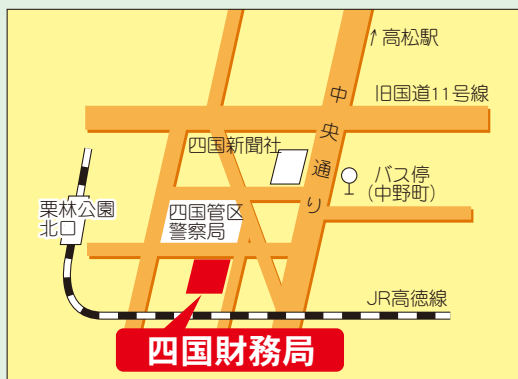 ↑高松駅
中央通り
旧国道11号線
四国新聞社
バス停
(中野町)
栗林公園
北口
四国管区
警察局
JR高徳線
四国財務局